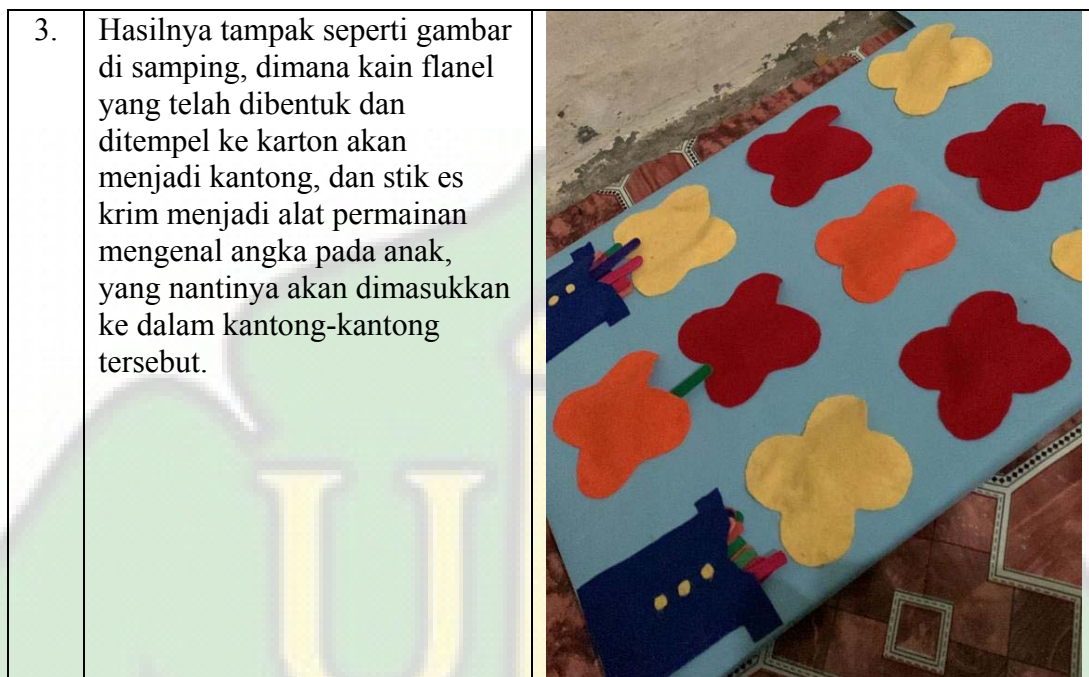 3.
Hasilnya tampak seperti gambar
di samping, dimana kain flanel
yang telah dibentuk dan
ditempel ke karton akan
menjadi kantong, dan stik es
krim menjadi alat permainan
mengenal angka pada anak,
yang nantinya akan dimasukkan
ke dalam kantong-kantong
tersebut.
U